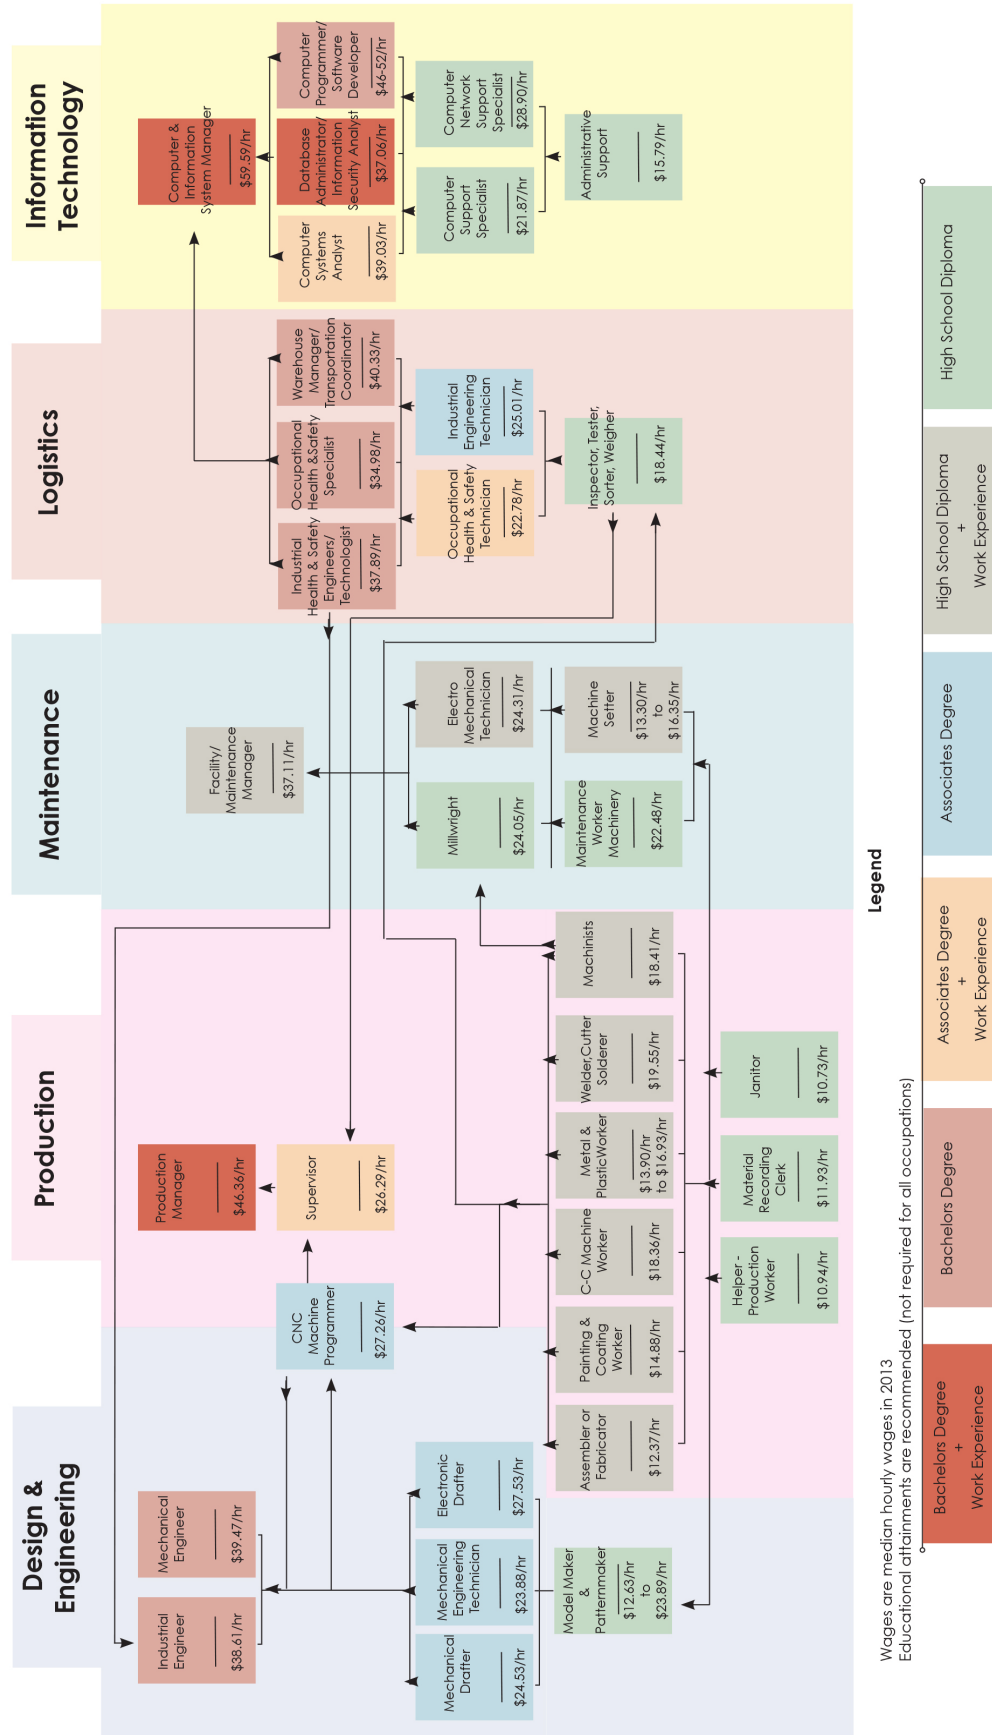 Design &
Engineering
Production
Maintenance
Logistics
Information
Technology
Industrial
Engineer
$38.61/hr
Mechanical
Engineer
$39.47/hr
Mechanical
Drafter
$24.53/hr
Mechanical
Engineering
Technician
$23.88/hr
Electronic
Drafter
$27.53/hr
Model Maker
&
Patternmaker
$12.63/hr
to
$23.89/hr
Production
Manager
$46.36/hr
CNC
Machine
Programmer
$27.26/hr
Supervisor
$26.29/hr
Assembler or
Fabricator
$12.37/hr
Painting &
Coating
Worker
$14.88/hr
C-C Machine
Worker
$18.36/hr
Metal &
PlasticWorker
$13.90/hr
to $16.93/hr
Welder,Cutter
Solderer
$19.55/hr
Machinists
$18.41/hr
Helper -
Production
Worker
$10.94/hr
Material
Recording
Clerk
$11.93/hr
Janitor
$10.73/hr
Facility/
Maintenance
Manager
$37.11/hr
Millwright
$24.05/hr
Electro
Mechanical
Technician
$24.31/hr
Maintenance
Worker
Machinery
$22.48/hr
Machine
Setter
$13.30/hr
to
$16.35/hr
Industrial
Health & Safety
Engineers/
Technologist
$37.89/hr
Occupational
Health &Safety
Specialist
$34.98/hr
Warehouse
Manager/
Transportation
Coordinator
$40.33/hr
Occupational
Health & Safety
Technician
$22.78/hr
Industrial
Engineering
Technician
$25.01/hr
Inspector, Tester,
Sorter, Weigher
$18.44/hr
Computer &
Information
System Manager
$59.59/hr
Computer
Systems
Analyst
$39.03/hr
Database
Administrator/
Information
Security Analyst
$37.06/hr
Computer
Programmer/
Software
Developer
$46-52/hr
Computer
Support
Specialist
$21.87/hr
Computer
Network
Support
Specialist
$28.90/hr
Administrative
Support
$15.79/hr
Legend
Wages are median hourly wages in 2013
Educational attainments are recommended (not required for all occupations)
Bachelors Degree
+
Work Experience
Bachelors Degree
Associates Degree
+
Work Experience
Associates Degree
High School Diploma
+
Work Experience
High School Diploma